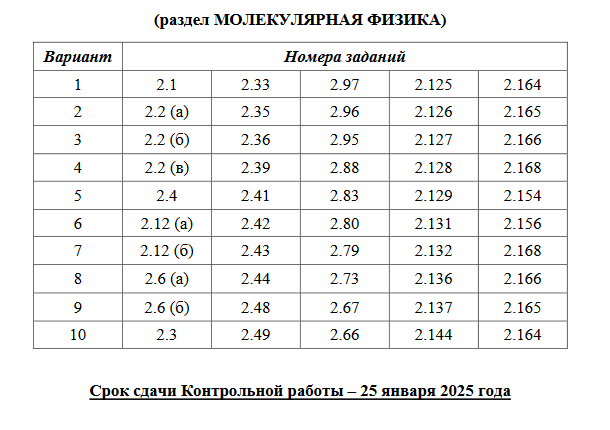 (раздел МОЛЕКУЛЯРНАЯ ФИЗИКА)
Вариант Номера заданий
1 2.1 2.33 2.97 2.125 2.164
2 2.2 (а) 2.35 2.96 2.126 2.165
3 2.2 (б) 2.36 2.95 2.127 2.166
4 2.2 (в) 2.39 2.88 2.128 2.168
5 2.4 2.41 2.83 2.129 2.154
6 2.12 (а) 2.42 2.80 2.131 2.156
7 2.12 (б) 2.43 2.79 2.132 2.168
8 2.6 (а) 2.44 2.73 2.136 2.166
9 2.6 (б) 2.48 2.67 2.137 2.165
10 2.3 2.49 2.66 2.144 2.164
Срок сдачи Контрольной работы – 25 января 2025 года